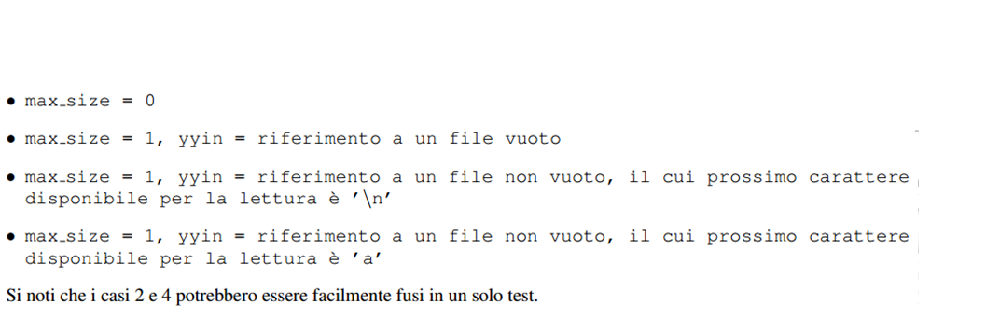 • max_size = 0
• max_size = 1, yyin = riferimento a un file vuoto
• max_size = 1, yyin = riferimento a un file non vuoto, il cui prossimo carattere
disponibile per la lettura è ’\n’
• max_size = 1, yyin = riferimento a un file non vuoto, il cui prossimo carattere
disponibile per la lettura è ’a’
Si noti che i casi 2 e 4 potrebbero essere facilmente fusi in un solo test.